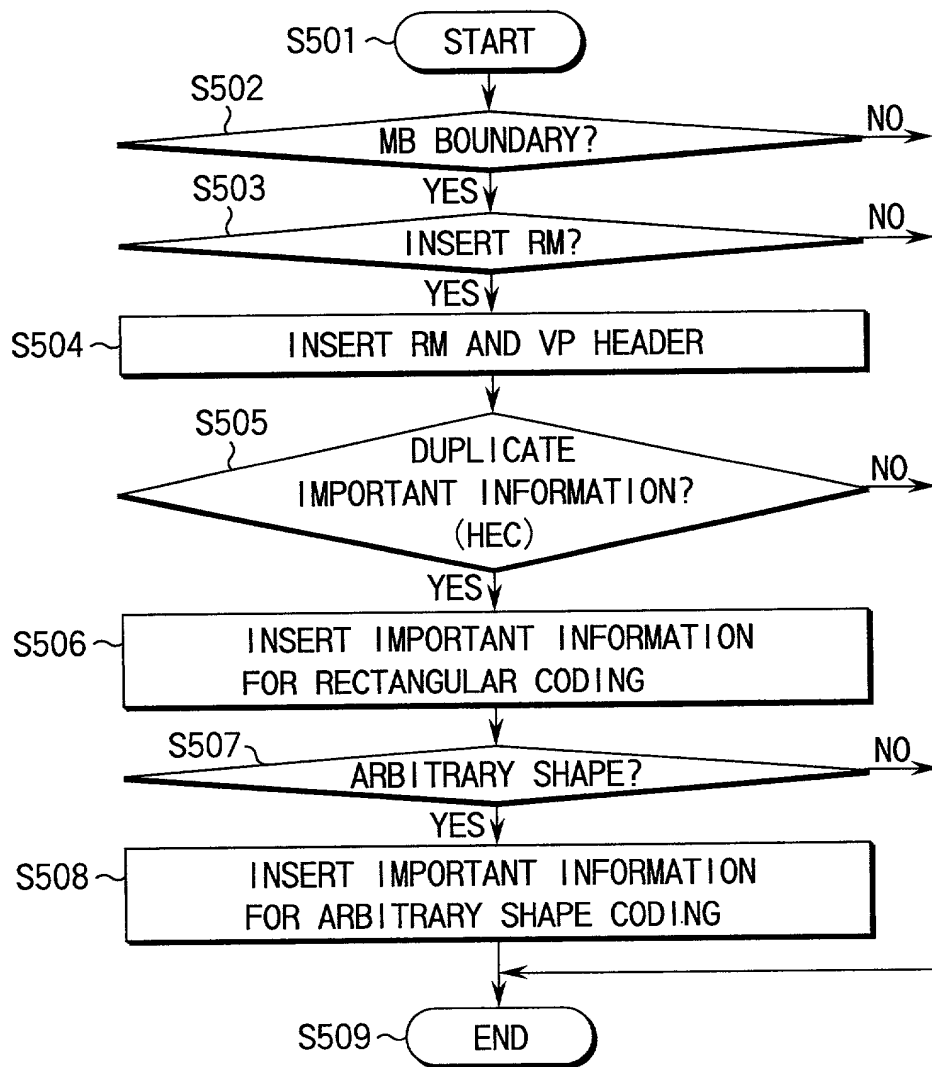 S501
START
S502
MB BOUNDARY?
NO
YES
S503
INSERT RM?
NO
YES
S504
INSERT RM AND VP HEADER
S505
DUPLICATE
IMPORTANT INFORMATION?
(HEC)
NO
YES
S506
INSERT IMPORTANT INFORMATION
FOR RECTANGULAR CODING
S507
ARBITRARY SHAPE?
NO
YES
S508
INSERT IMPORTANT INFORMATION
FOR ARBITRARY SHAPE CODING
S509
END